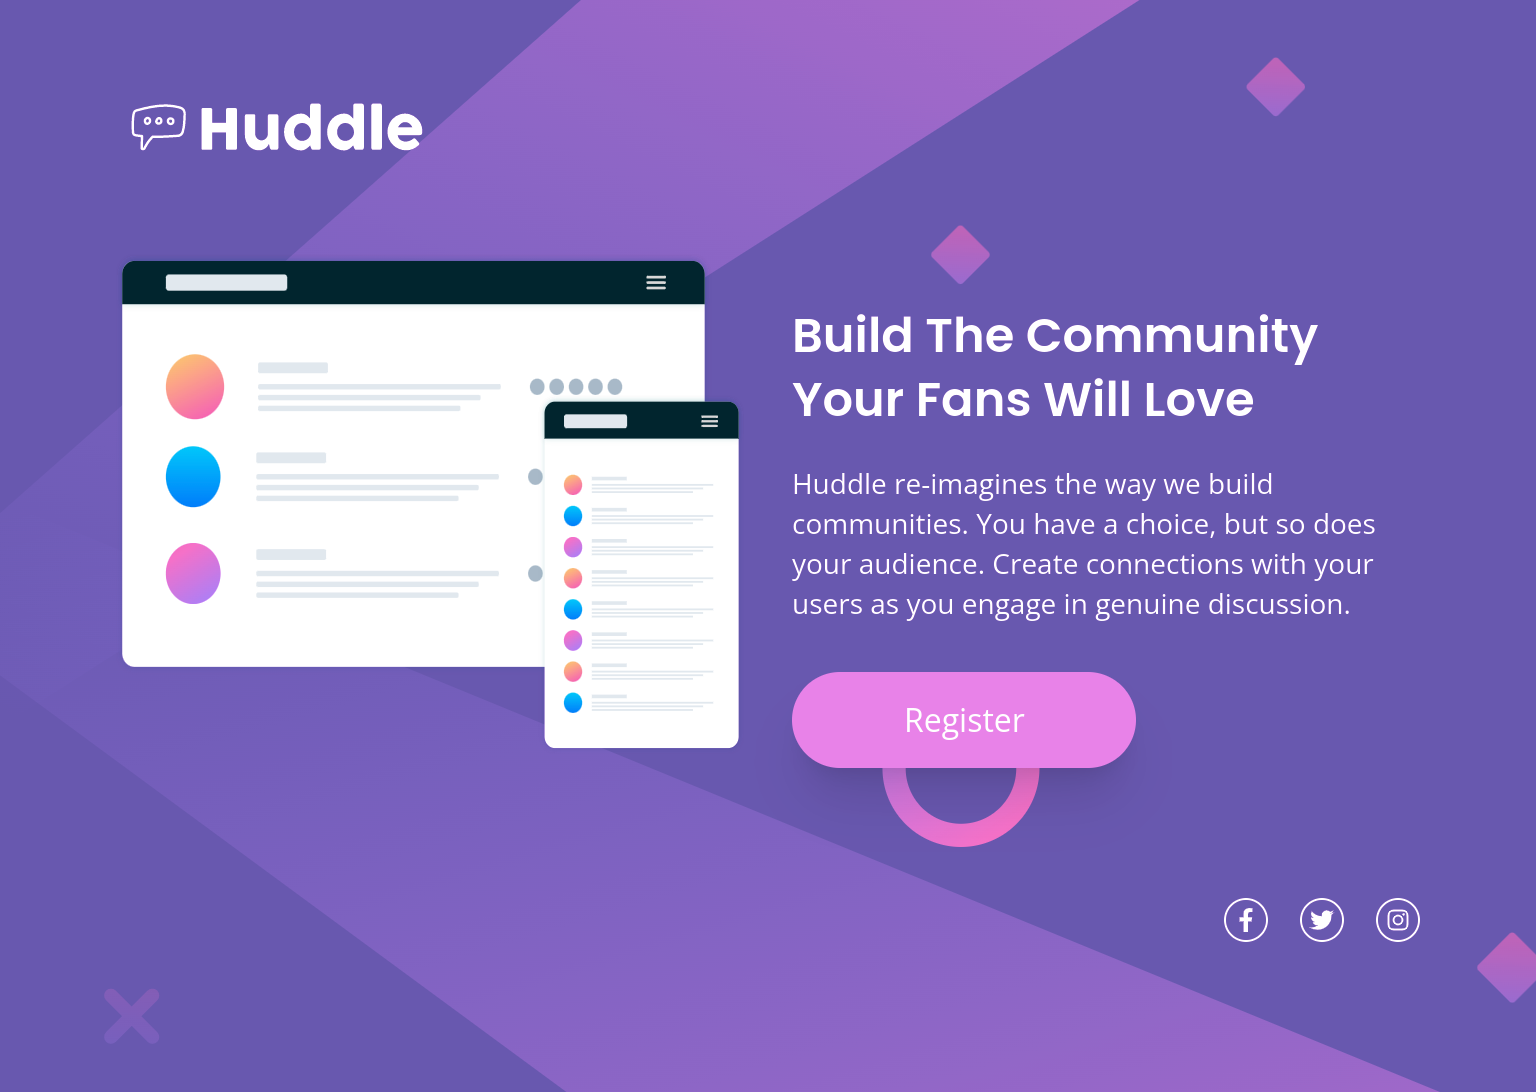 Huddle
Build The Community
Your Fans Will Love
Huddle re-imagines the way we build
communities. You have a choice, but so does
your audience. Create connections with your
users as you engage in genuine discussion.
Register